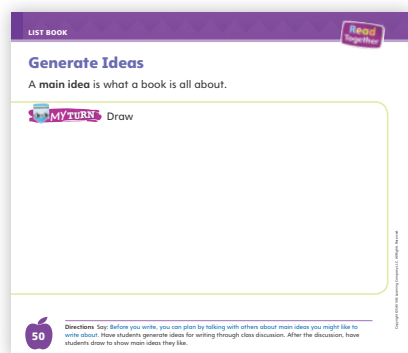 LIST BOOK
Read
Together
Generate Ideas
A main idea is what a book is all about.
MY TURN Draw
50
Directions Say: Before you write, you can plan by talking with others about main ideas you might like to
write about. Have students generate ideas for writing through class discussion. After the discussion, have
students draw to show main ideas they like.